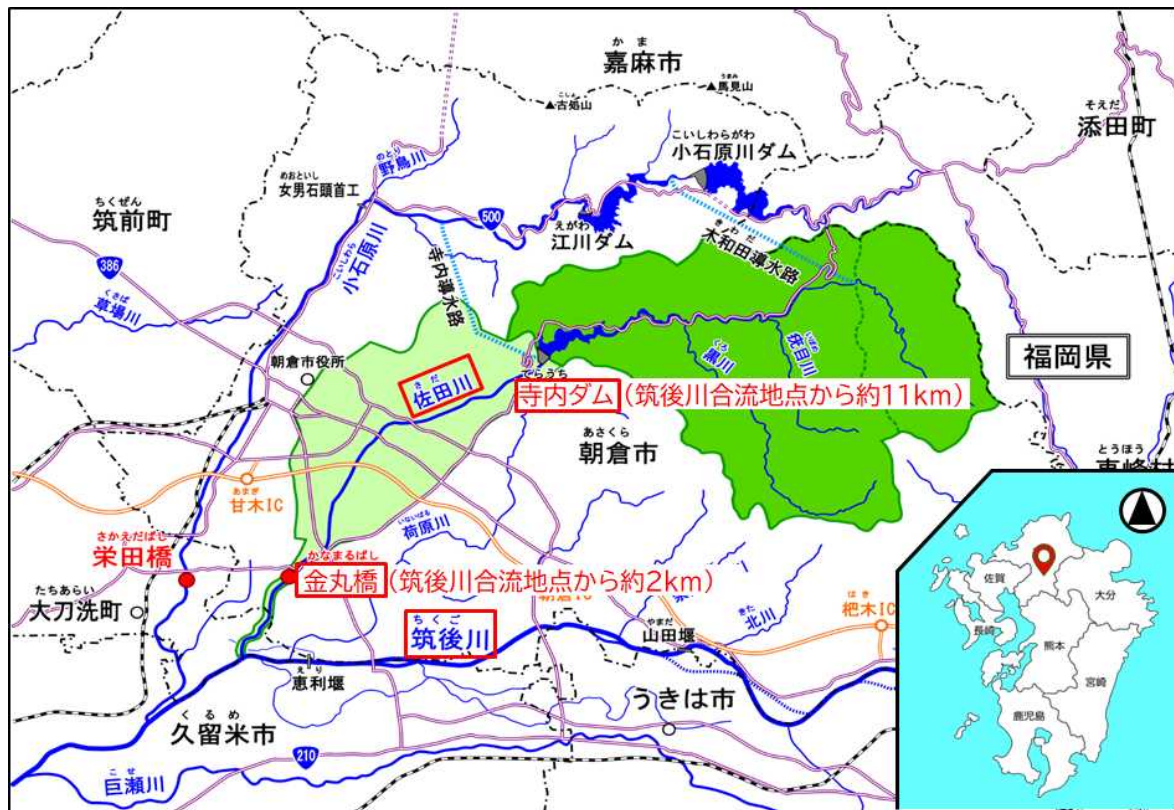 かま
嘉麻市
うまみ
▲馬見山
こしょ
▲古処山
そえだ
添田町
こいしわらがわ
小石原川ダム
のとり
野鳥川
めおといし
女男石頭首工
ちくぜん
筑前町
500
えがわ
江川ダム
きわだ
木和田導水路
386
こいしわら
小石原川
寺内導水路
くさば
草場川
朝倉市役所
くろ
黒川
福岡県
きだ
佐田川
てらうち
寺内ダム(筑後川合流地点から約11km)
あさくら
朝倉市
とうほう
東峰村
あまぎ
甘木IC
いないばる
荷原川
さかえだばし
栄田橋
かなまるばし
金丸橋(筑後川合流地点から約2km)
たちあらい
大刀洗町
ちくご
筑後川
きた
北川
やまだ
山田堰
はき
杷木IC
えり
恵利堰
うきは市
くるめ
久留米市
210
こせ
巨瀬川
佐賀
大分
長崎
熊本
宮崎
鹿児島